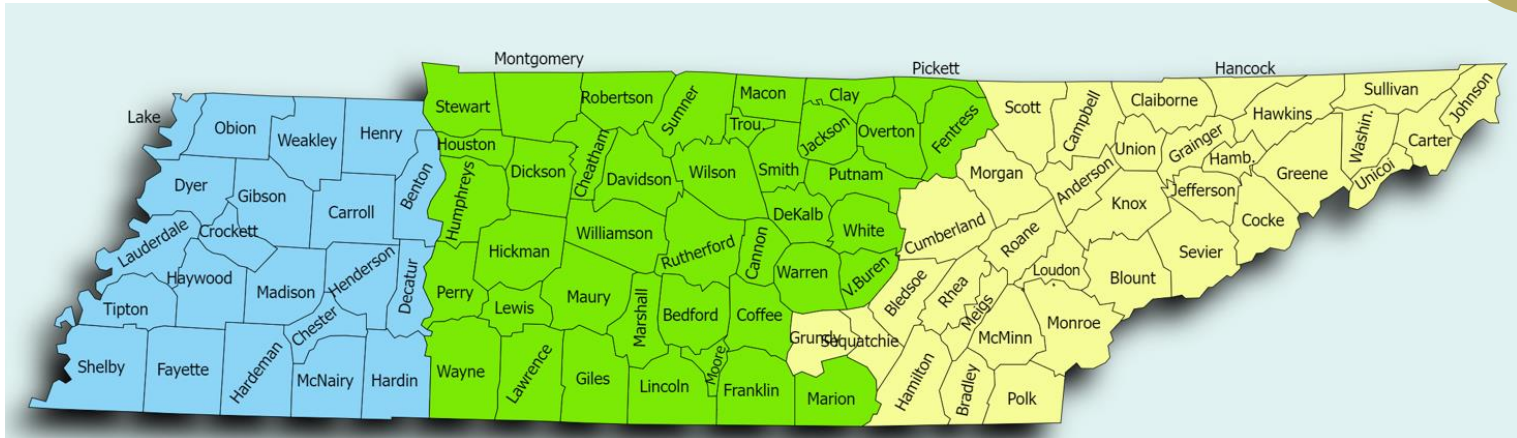 Montgomery
Pickett
Hancock
Lake
Obion
Weakley
Henry
Stewart
Robertson
Sumner
Macon
Clay
Scott
Campbell
Claiborne
Hawkins
Sullivan
Johnson
Dyer
Gibson
Carroll
Benton
Houston
Humphreys
Dickson
Cheatham
Davidson
Wilson
Trou.
Smith
Jackson
Overton
Fentress
Putnam
Morgan
Anderson
Union
Grainger
Hamb.
Jefferson
Greene
Washin.
Carter
Unicoi
Lauderdale
Crockett
Haywood
Madison
Henderson
Decatur
Perry
Hickman
Williamson
Rutherford
Cannon
DeKalb
White
Warren
V.Buren
Cumberland
Roane
Knox
Sevier
Cocke
Tipton
Chester
Lewis
Maury
Marshall
Bedford
Coffee
Grundy
Sequatchie
Bledsoe
Rhea
Meigs
Loudon
Blount
Monroe
McMinn
Shelby
Fayette
Hardeman
McNairy
Hardin
Wayne
Lawrence
Giles
Lincoln
Moore
Franklin
Marion
Hamilton
Bradley
Polk